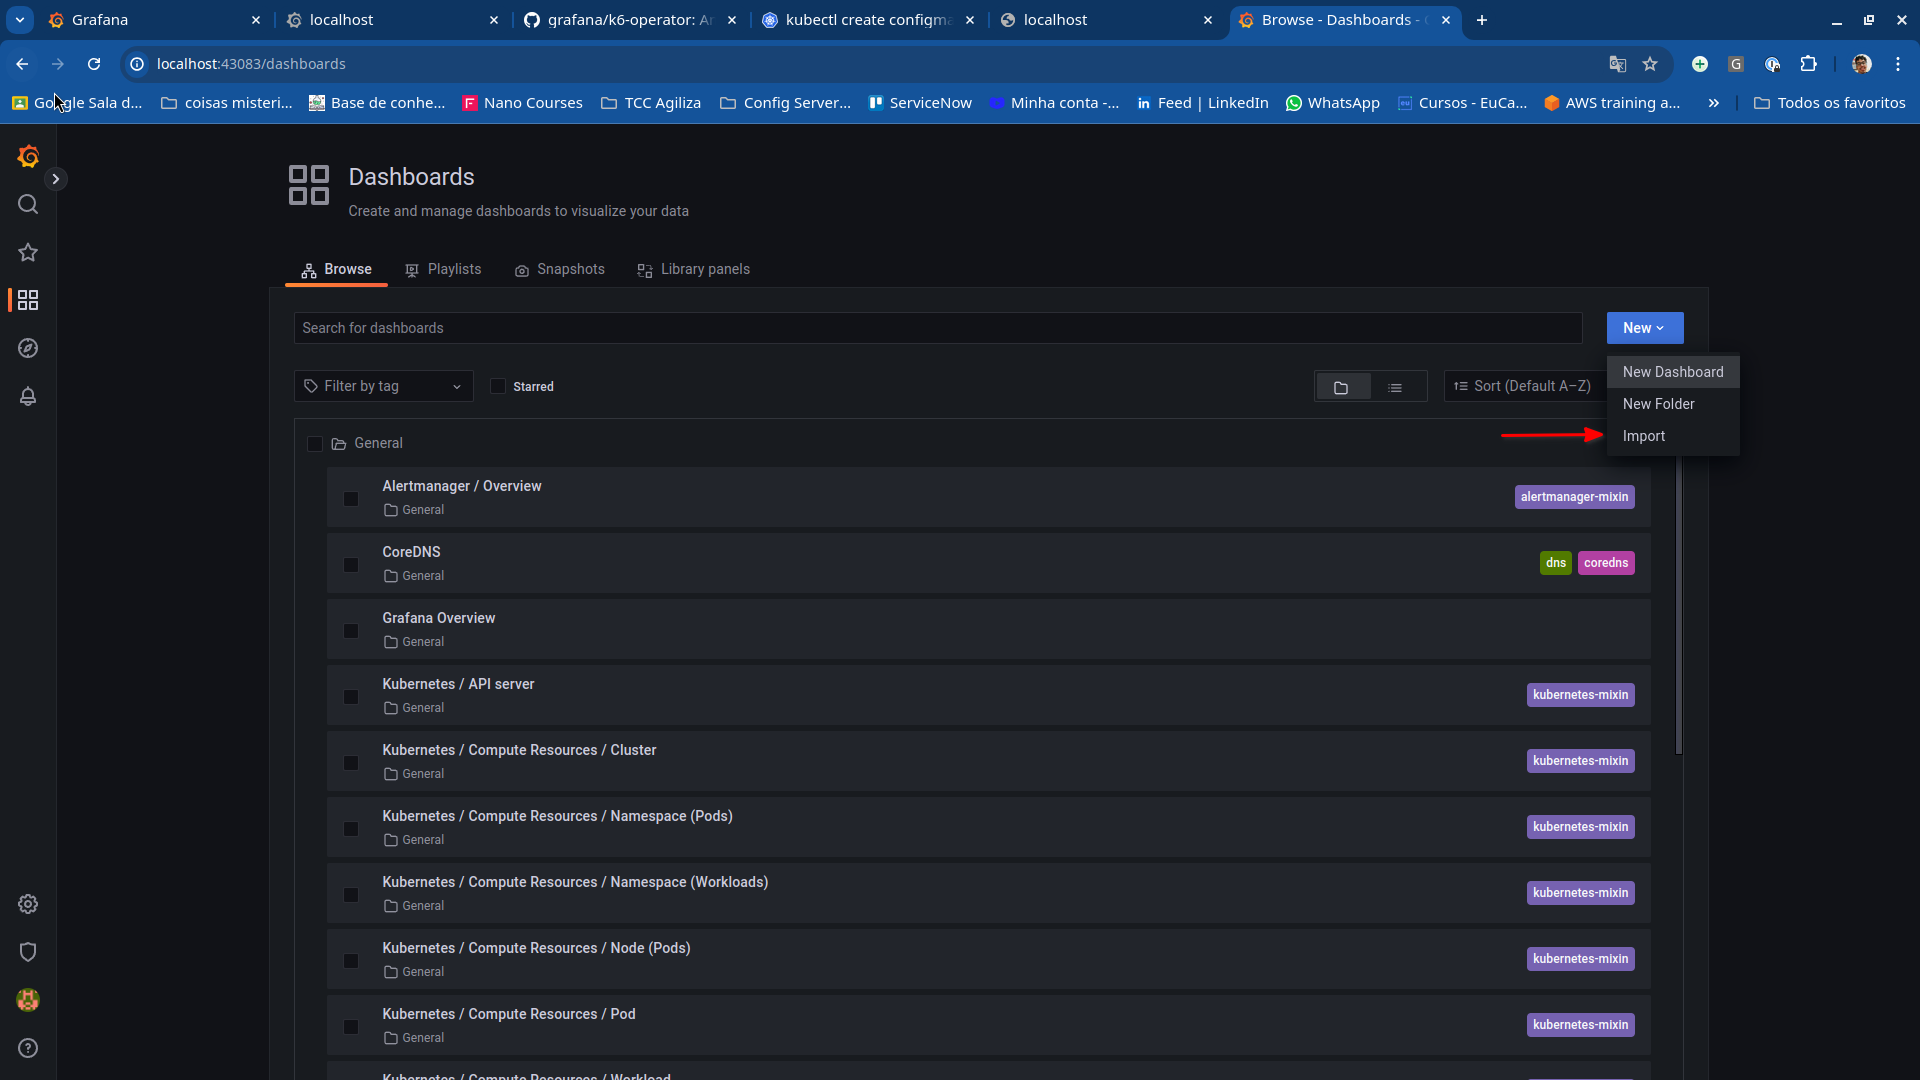 Grafana
localhost
grafana/k6-operator: Ar
kubectl create configma
localhost
Browse - Dashboards -
localhost:43083/dashboards
Google Sala d...
coisas misteri...
Base de conhe...
Nano Courses
TCC Agiliza
Config Server...
ServiceNow
Minha conta -...
Feed | LinkedIn
WhatsApp
Cursos - EuCa...
AWS training a...
Todos os favoritos
Dashboards
Create and manage dashboards to visualize your data
Browse
Playlists
Snapshots
Library panels
Search for dashboards
New
New Dashboard
New Folder
Import
Filter by tag
Starred
Sort (Default A–Z)
General
Alertmanager / Overview
General
alertmanager-mixin
CoreDNS
General
dns
coredns
Grafana Overview
General
Kubernetes / API server
General
kubernetes-mixin
Kubernetes / Compute Resources / Cluster
General
kubernetes-mixin
Kubernetes / Compute Resources / Namespace (Pods)
General
kubernetes-mixin
Kubernetes / Compute Resources / Namespace (Workloads)
General
kubernetes-mixin
Kubernetes / Compute Resources / Node (Pods)
General
kubernetes-mixin
Kubernetes / Compute Resources / Pod
General
kubernetes-mixin
Kubernetes / Compute Resources / Workload